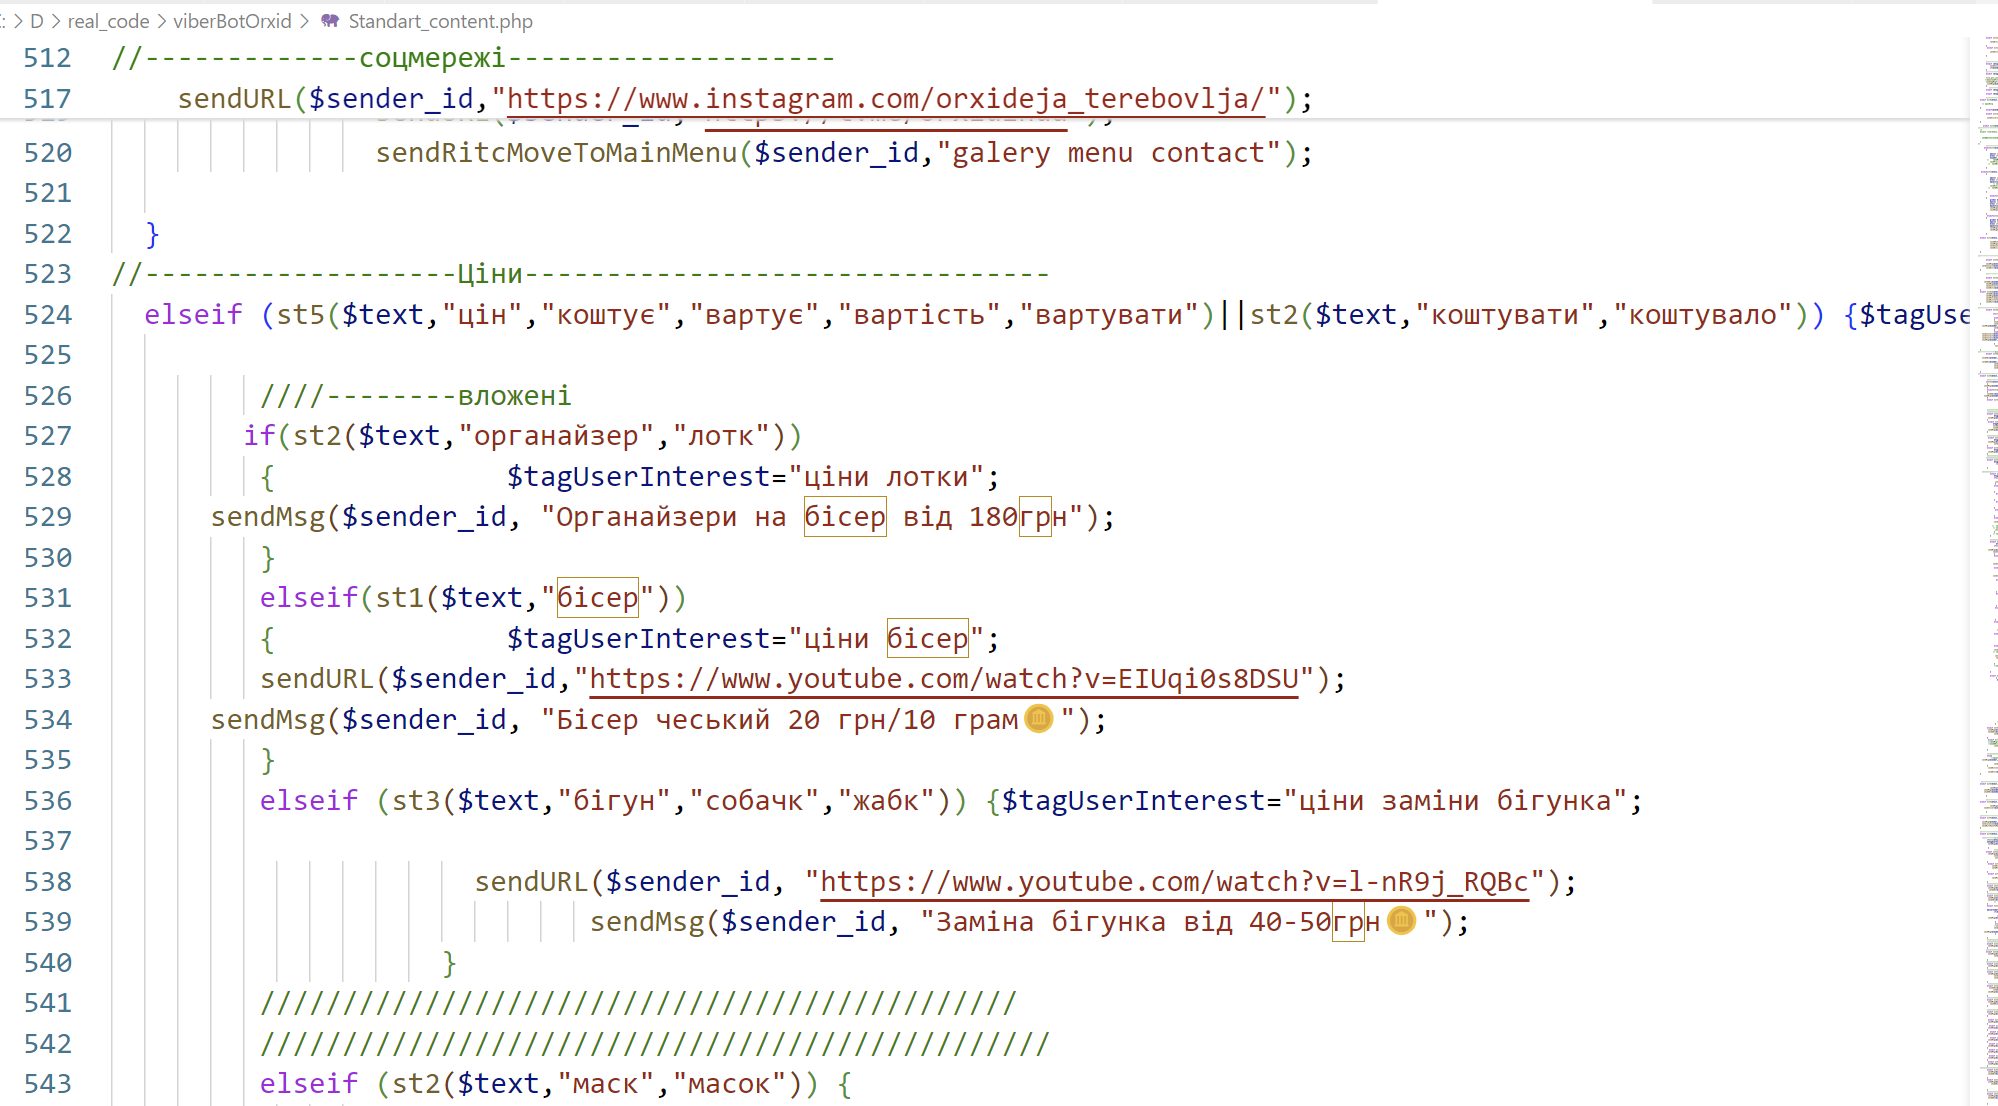 : > D > real_code > viberBotOrxid > Standart_content.php
512 //-------------соцмережі--------------------
517 sendURL($sender_id,"https://www.instagram.com/orxideja_terebovlja/");
520 sendRitcMoveToMainMenu($sender_id,"galery menu contact");
521
522 }
523 //-------------------Ціни--------------------------------
524 elseif (st5($text,"цін","коштує","вартує","вартість","вартувати")||st2($text,"коштувати","коштувало")) {$tagUse
525
526 ////--------вложені
527 if(st2($text,"органайзер","лотк"))
528 { $tagUserInterest="ціни лотки";
529 sendMsg($sender_id, "Органайзери на бісер від 180грн");
530 }
531 elseif(st1($text,"бісер"))
532 { $tagUserInterest="ціни бісер";
533 sendURL($sender_id,"https://www.youtube.com/watch?v=EIUqi0s8DSU");
534 sendMsg($sender_id, "Бісер чеський 20 грн/10 грам🪙");
535 }
536 elseif (st3($text,"бігун","собачк","жабк")) {$tagUserInterest="ціни заміни бігунка";
537
538 sendURL($sender_id, "https://www.youtube.com/watch?v=l-nR9j_RQBc");
539 sendMsg($sender_id, "Заміна бігунка від 40-50грн🪙");
540 }
541 //////////////////////////////////////////////
542 ////////////////////////////////////////////////
543 elseif (st2($text,"маск","масок")) {